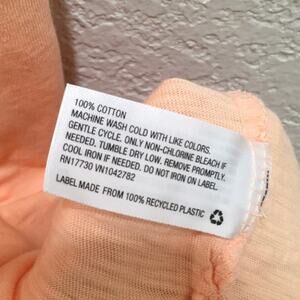 100% COTTON
MACHINE WASH COLD WITH LIKE COLORS.
GENTLE CYCLE. ONLY NON-CHLORINE BLEACH IF
NEEDED. TUMBLE DRY LOW. REMOVE PROMPTLY.
COOL IRON IF NEEDED. DO NOT IRON ON LABEL.
RN17730 VN1042782
LABEL MADE FROM 100% RECYCLED PLASTIC